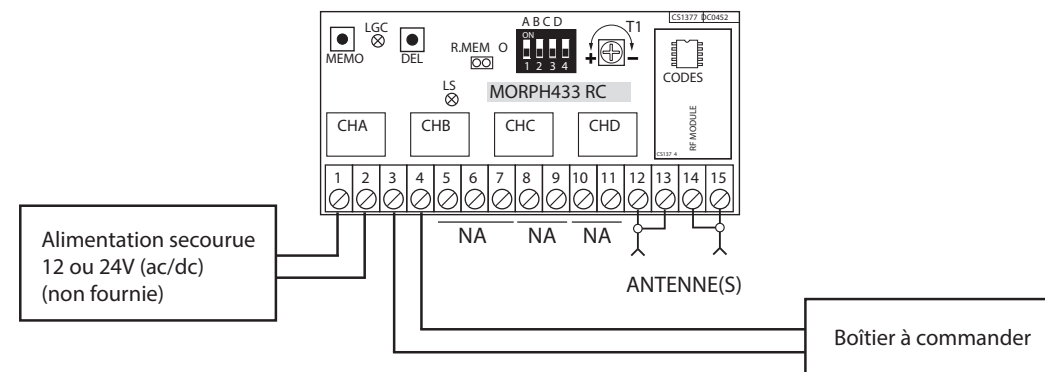 CS1377 DC0452
A B C D
T1
LGC
ON
MEMO
DEL
R.MEM O
+ −
1 2 3 4
CODES
LS
MORPH433 RC
RF MODULE
CHA CHB CHC CHD
CS137 4
1 2 3 4 5 6 7 8 9 10 11 12 13 14 15
NA NA NA
Alimentation secourue
12 ou 24V (ac/dc)
(non fournie)
ANTENNE(S)
Boîtier à commander